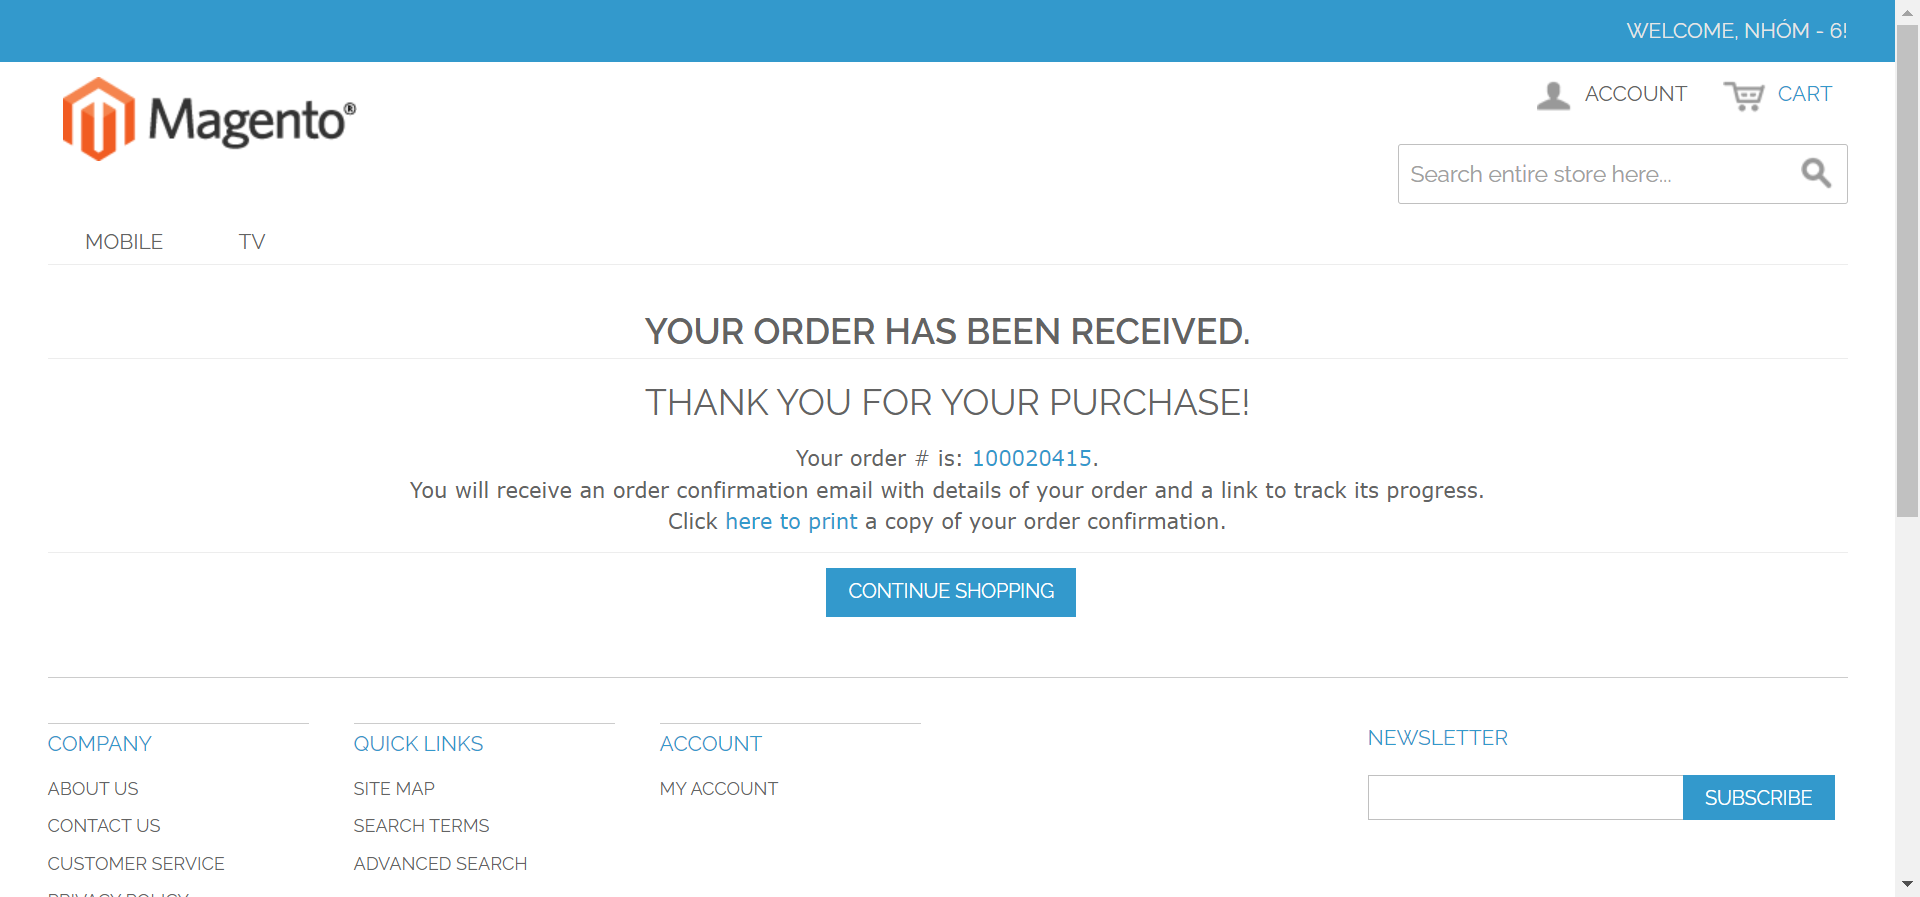 WELCOME, NHÓM - 6!
Magento®
ACCOUNT
CART
Search entire store here...
MOBILE
TV
YOUR ORDER HAS BEEN RECEIVED.
THANK YOU FOR YOUR PURCHASE!
Your order # is: 100020415.
You will receive an order confirmation email with details of your order and a link to track its progress.
Click here to print a copy of your order confirmation.
CONTINUE SHOPPING
COMPANY
ABOUT US
CONTACT US
CUSTOMER SERVICE
PRIVACY POLICY
QUICK LINKS
SITE MAP
SEARCH TERMS
ADVANCED SEARCH
ACCOUNT
MY ACCOUNT
NEWSLETTER
SUBSCRIBE